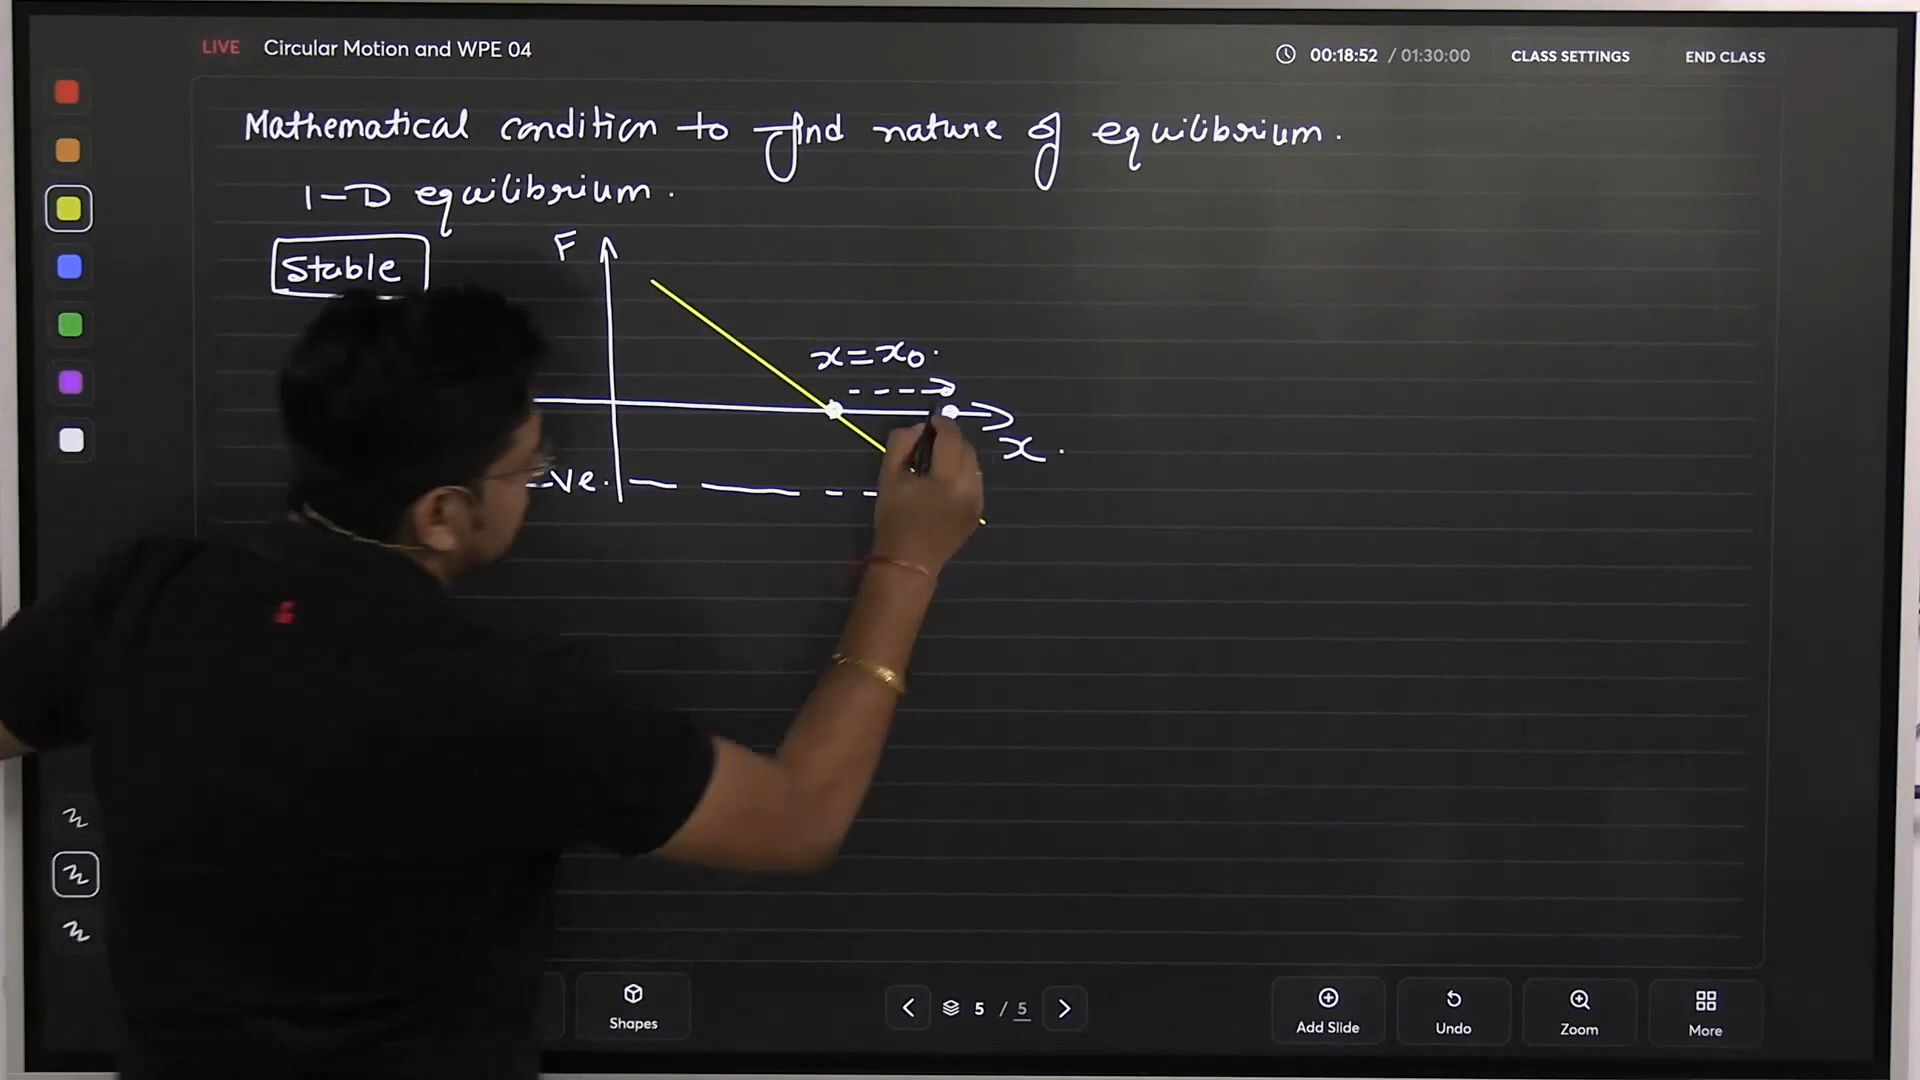 LIVE Circular Motion and WPE 04
00:18:52 / 01:30:00 CLASS SETTINGS END CLASS
Mathematical condition to find nature of equilibrium.
1-D equilibrium.
Stable
F
x=x₀.
x.
-ve.
Shapes
5 / 5
Add Slide
Undo
Zoom
More